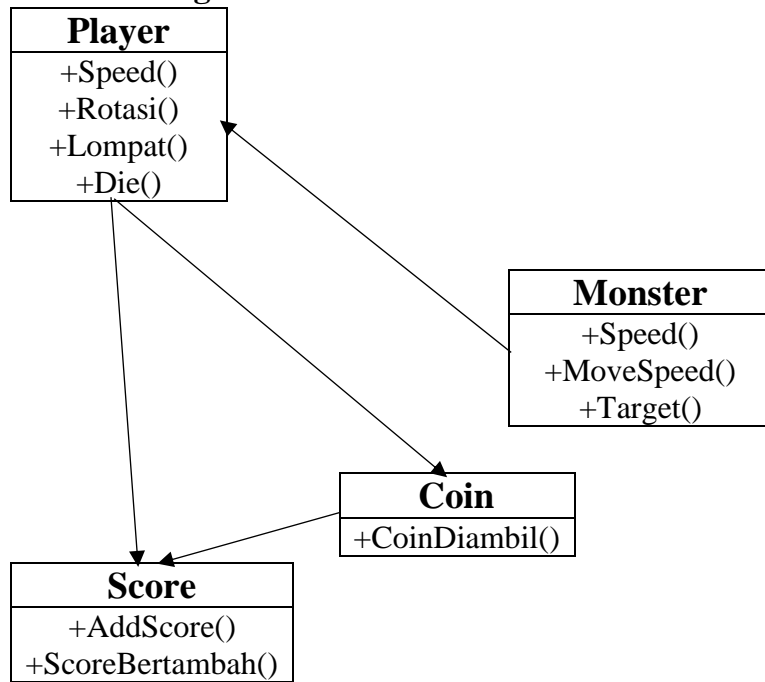 Player
+Speed()
+Rotasi()
+Lompat()
+Die()
Monster
+Speed()
+MoveSpeed()
+Target()
Coin
+CoinDiambil()
Score
+AddScore()
+ScoreBertambah()